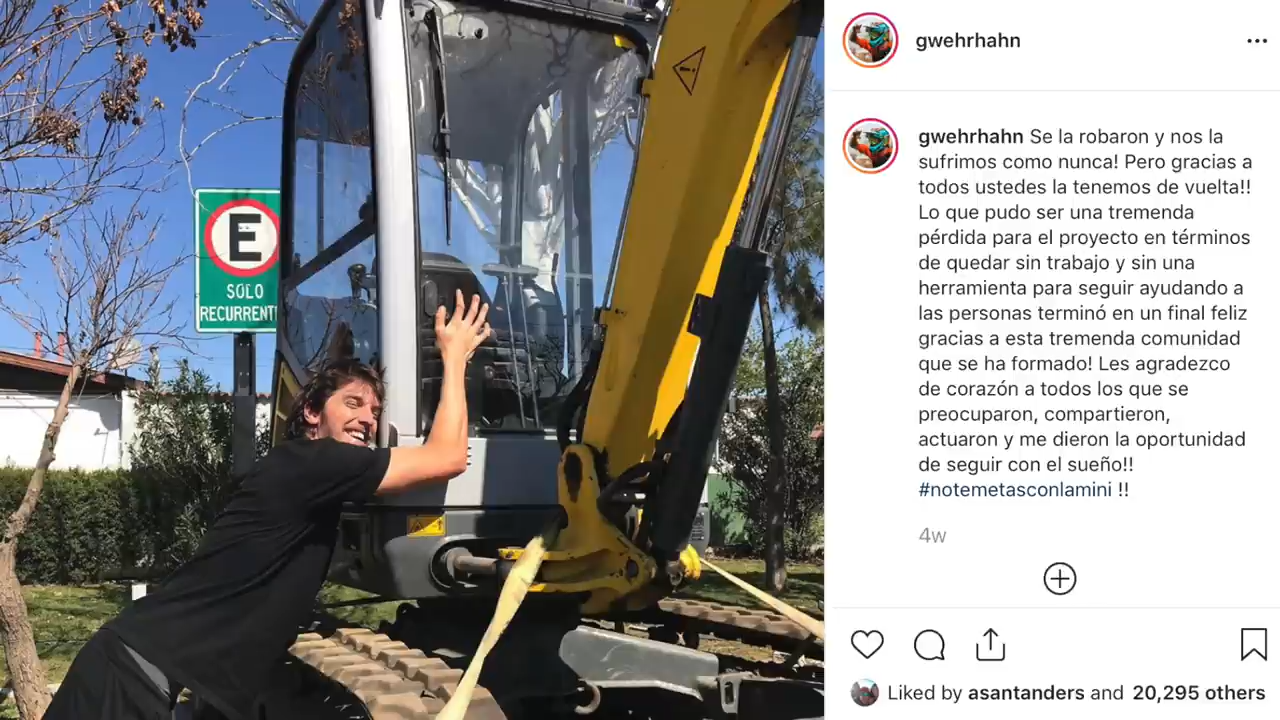 E
SOLO
RECURRENT
gwehrhahn
gwehrhahn Se la robaron y nos la
sufrimos como nunca! Pero gracias a
todos ustedes la tenemos de vuelta!!
Lo que pudo ser una tremenda
pérdida para el proyecto en términos
de quedar sin trabajo y sin una
herramienta para seguir ayudando a
las personas terminó en un final feliz
gracias a esta tremenda comunidad
que se ha formado! Les agradezco
de corazón a todos los que se
preocuparon, compartieron,
actuaron y me dieron la oportunidad
de seguir con el sueño!!
#notemetasconlamini !!
4w
Liked by asantanders and 20,295 others